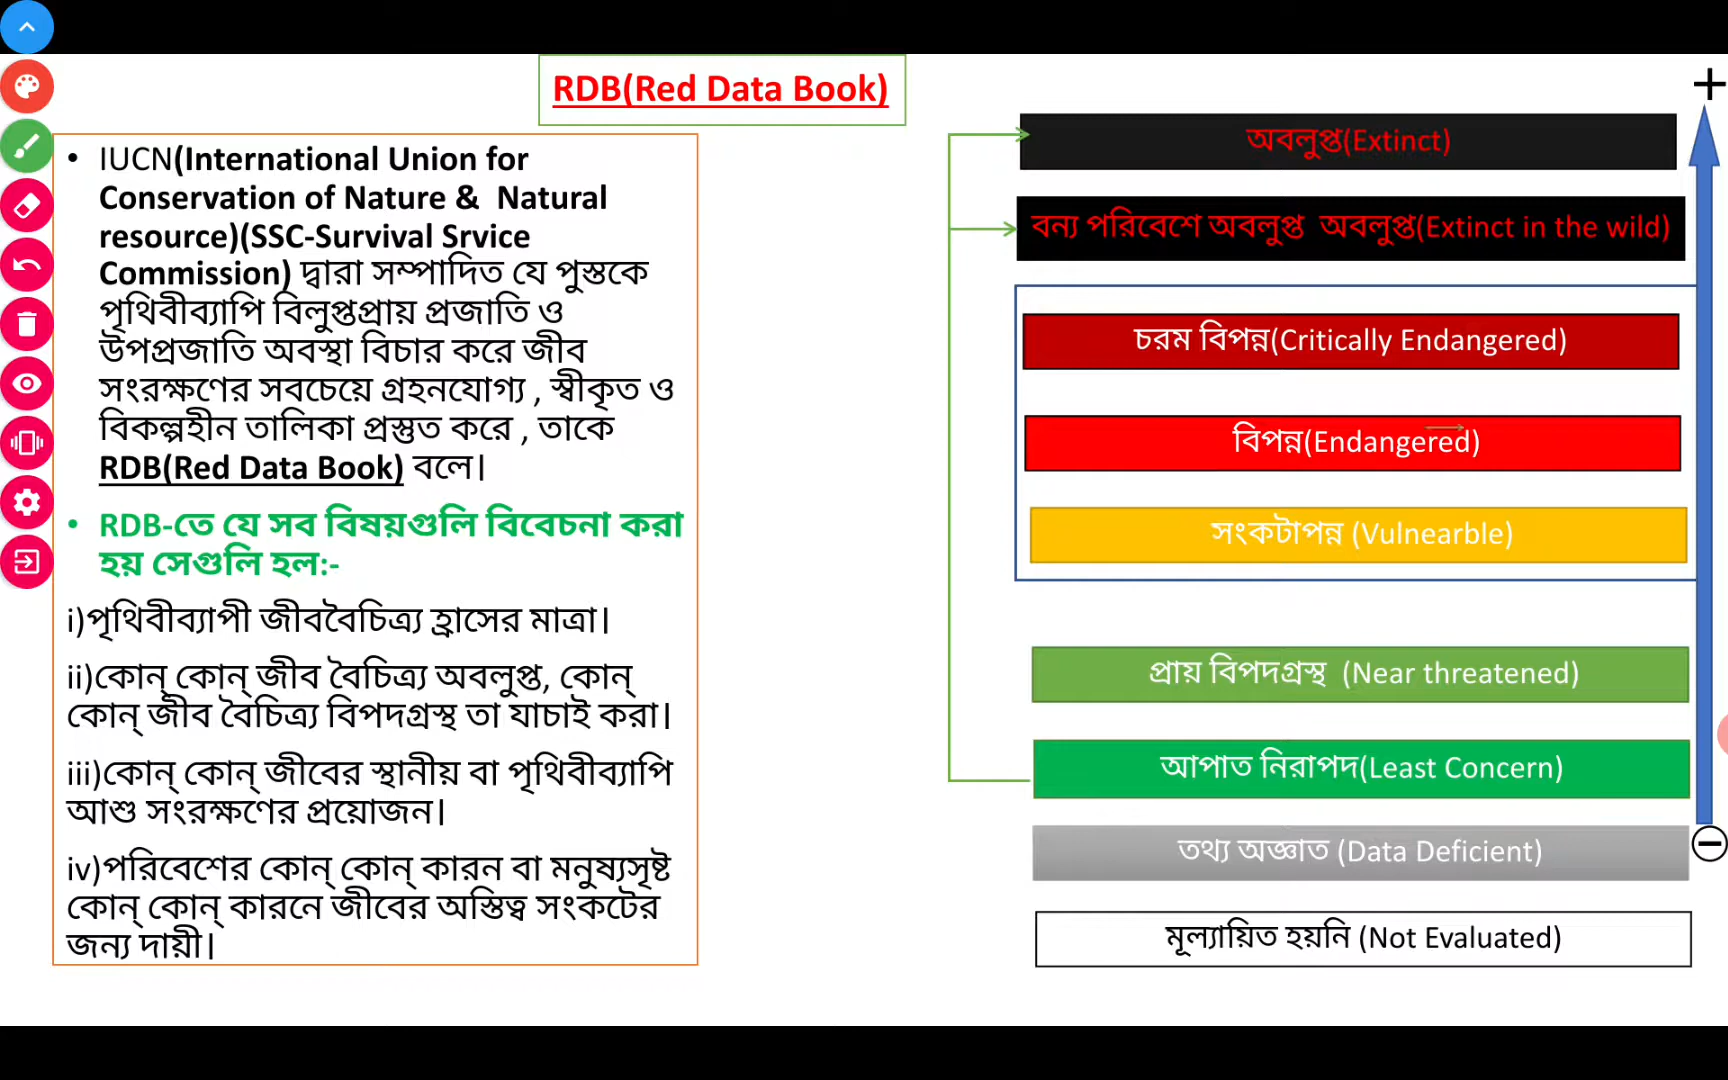 RDB(Red Data Book)
• IUCN(International Union for
Conservation of Nature & Natural
resource)(SSC-Survival Srvice
Commission) দ্বারা সম্পাদিত যে পুস্তকে
পৃথিবীব্যাপি বিলুপ্তপ্রায় প্রজাতি ও
উপপ্রজাতি অবস্থা বিচার করে জীব
সংরক্ষণের সবচেয়ে গ্রহনযোগ্য , স্বীকৃত ও
বিকল্পহীন তালিকা প্রস্তুত করে , তাকে
RDB(Red Data Book) বলে।
• RDB-তে যে সব বিষয়গুলি বিবেচনা করা
হয় সেগুলি হল:-
i)পৃথিবীব্যাপী জীববৈচিত্র্য হ্রাসের মাত্রা।
ii)কোন্ কোন্ জীব বৈচিত্র্য অবলুপ্ত, কোন্
কোন্ জীব বৈচিত্র্য বিপদগ্রস্থ তা যাচাই করা।
iii)কোন্ কোন্ জীবের স্থানীয় বা পৃথিবীব্যাপি
আশু সংরক্ষণের প্রয়োজন।
iv)পরিবেশের কোন্ কোন্ কারন বা মনুষ্যসৃষ্ট
কোন্ কোন্ কারনে জীবের অস্তিত্ব সংকটের
জন্য দায়ী।
+
অবলুপ্ত(Extinct)
বন্য পরিবেশে অবলুপ্ত অবলুপ্ত(Extinct in the wild)
চরম বিপন্ন(Critically Endangered)
বিপন্ন(Endangered)
সংকটাপন্ন (Vulnearble)
প্রায় বিপদগ্রস্থ (Near threatened)
আপাত নিরাপদ(Least Concern)
তথ্য অজ্ঞাত (Data Deficient)
মূল্যায়িত হয়নি (Not Evaluated)